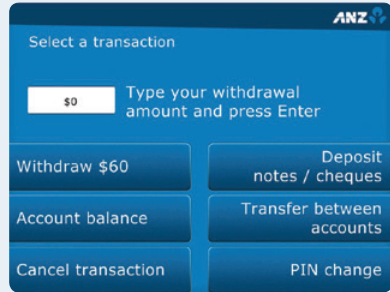 ANZ
Select a transaction
$0
Type your withdrawal
amount and press Enter
Withdraw $60
Deposit
notes / cheques
Account balance
Transfer between
accounts
Cancel transaction
PIN change